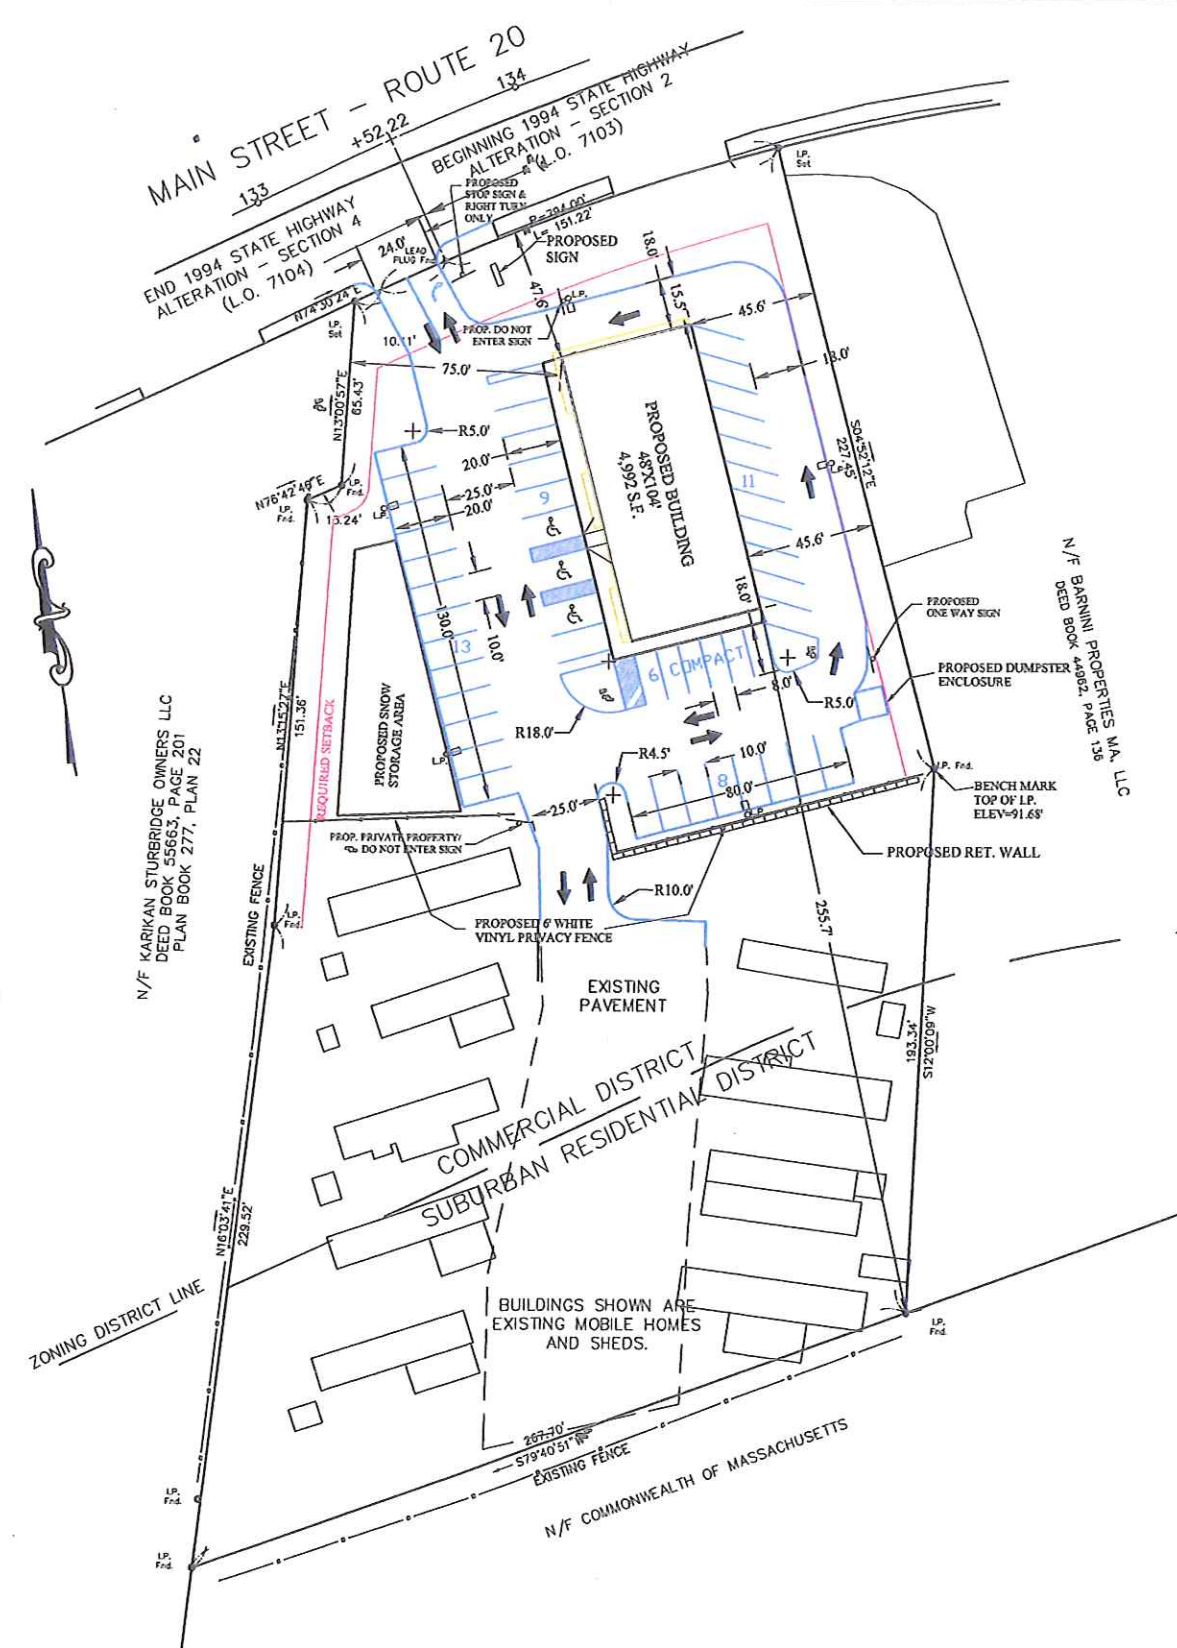 MAIN STREET - ROUTE 20
133
+52.22
134
END 1994 STATE HIGHWAY
ALTERATION - SECTION 4
(L.O. 7104)
BEGINNING 1994 STATE HIGHWAY
ALTERATION - SECTION 2
(L.O. 7103)
PROPOSED
STOP SIGN &
RIGHT TURN
ONLY
L= 151.22'
PROPOSED
SIGN
24.0'
LEAD
PLUG Fnd.
I.P.
Set
N74°30'24"E
I.P.
Set
18.0'
15.5'
47.6'
L.P.
PROP. DO NOT
ENTER SIGN
45.6'
18.0'
75.0'
N13°00'57"E
65.43'
R5.0'
20.0'
25.0'
20.0'
9
PROPOSED BUILDING
48'X104'
4,992 S.F.
11
S04°52'12"E
227.45'
L.P.
45.6'
N76°42'49"E
I.P.
Fnd.
I.P.
Fnd.
L.P.
130.0'
13
10.0'
18.0'
PROPOSED
ONE WAY SIGN
N/F BARNINI PROPERTIES MA, LLC
DEED BOOK 44962, PAGE 136
6 COMPACT
8.0'
R5.0'
PROPOSED DUMPSTER
ENCLOSURE
N13°15'27"E
151.36'
REQUIRED SETBACK
PROPOSED SNOW
STORAGE AREA
N/F KARIKAN STURBRIDGE OWNERS LLC
DEED BOOK 55663, PAGE 201
PLAN BOOK 277, PLAN 22
R18.0'
R4.5'
10.0'
8
80.0'
L.P.
L.P.
25.0'
I.P. Fnd.
BENCH MARK
TOP OF I.P.
ELEV=91.68'
PROP. PRIVATE PROPERTY/
DO NOT ENTER SIGN
PROPOSED RET. WALL
R10.0'
EXISTING FENCE
I.P.
Fnd.
PROPOSED 6' WHITE
VINYL PRIVACY FENCE
255.7'
EXISTING
PAVEMENT
193.34'
S12°00'09"W
COMMERCIAL DISTRICT
SUBURBAN RESIDENTIAL DISTRICT
N16°03'41"E
229.52'
ZONING DISTRICT LINE
BUILDINGS SHOWN ARE
EXISTING MOBILE HOMES
AND SHEDS.
I.P.
Fnd.
267.70'
S79°40'51"W
EXISTING FENCE
N/F COMMONWEALTH OF MASSACHUSETTS
I.P.
Fnd.
I.P.
Fnd.